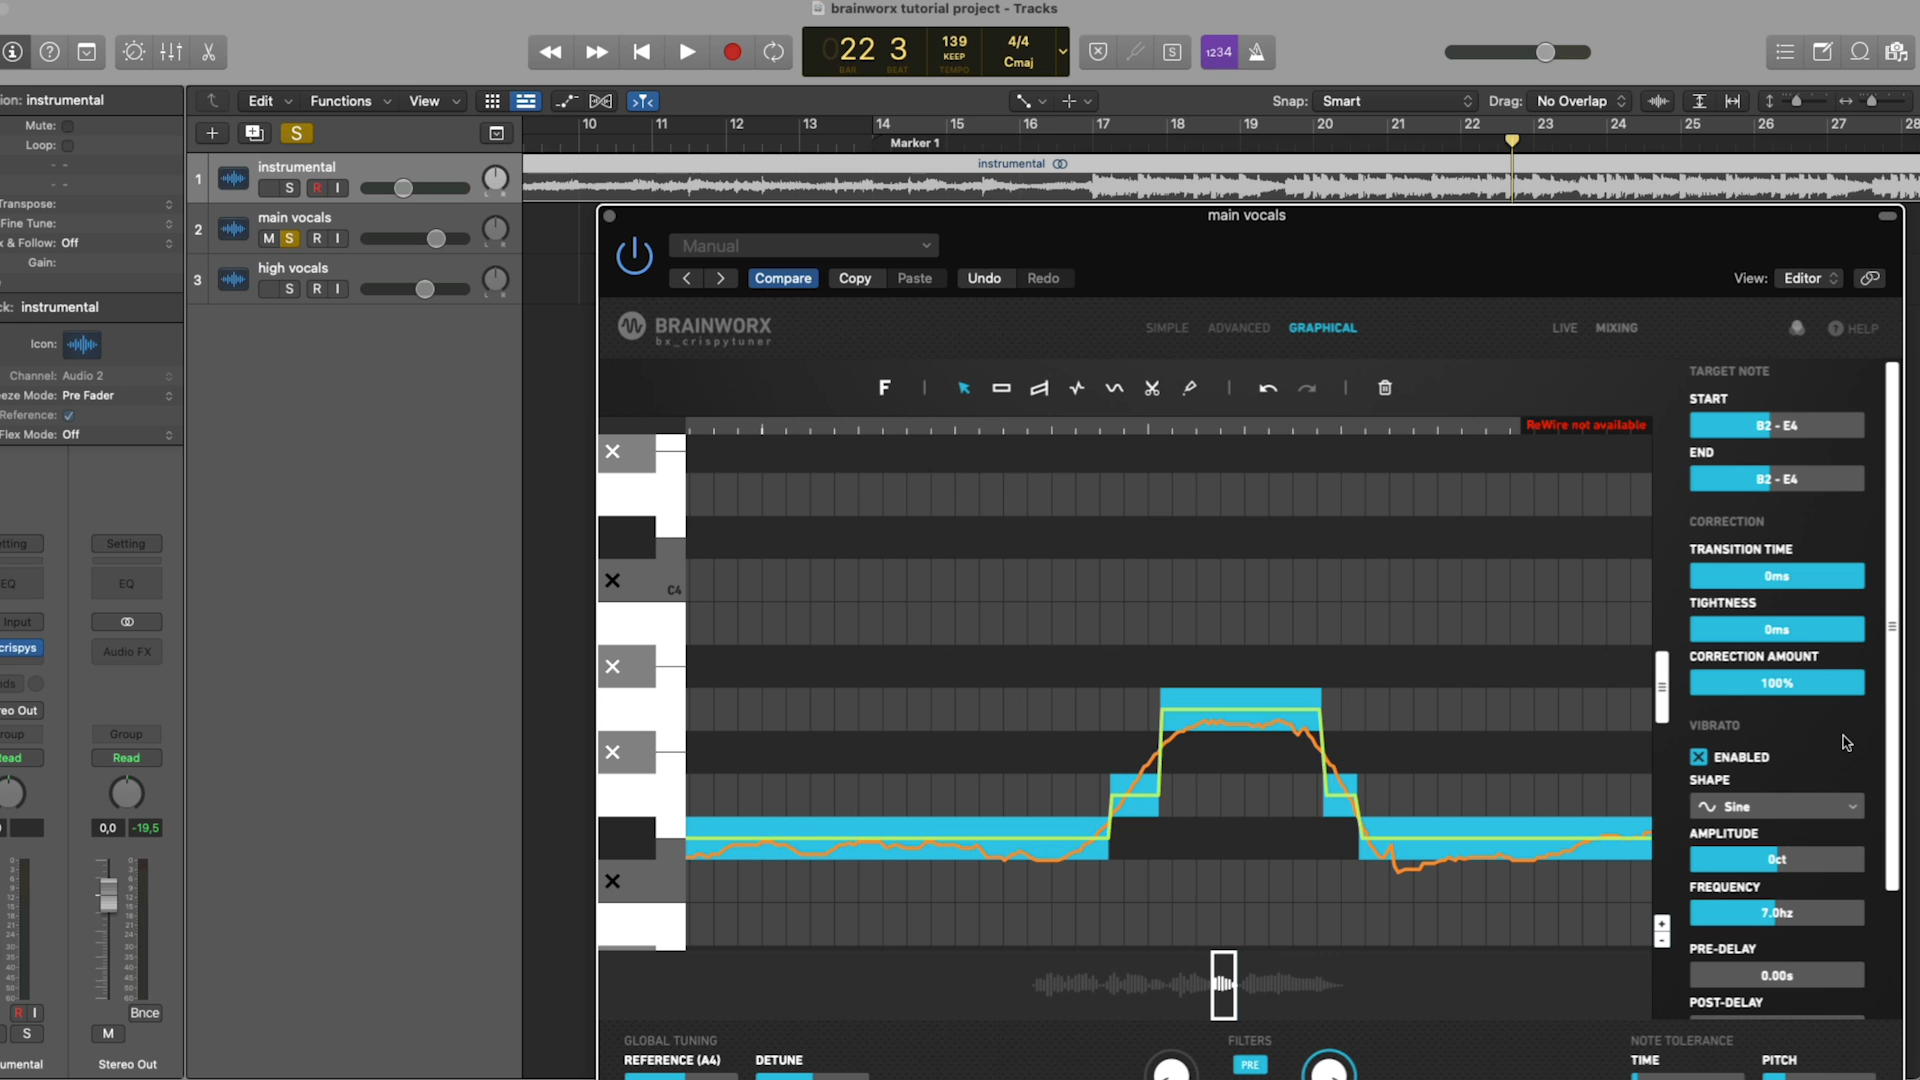 brainworx tutorial project - Tracks
22 3
BAR BEAT
139
KEEP
TEMPO
4/4
Cmaj
1234
S
ion: instrumental
Mute:
Loop:
Transpose:
Fine Tune:
x & Follow: Off
Gain:
ck: instrumental
Icon:
Channel: Audio 2
eze Mode: Pre Fader
Reference:
Flex Mode: Off
Edit Functions View
Snap: Smart
Drag: No Overlap
S
10 11 12 13 14 15 16 17 18 19 20 21 22 23 24 25 26 27 28
Marker 1
1 instrumental
S R I
L R
2 main vocals
M S R I
L R
3 high vocals
S R I
L R
instrumental
main vocals
Manual
Compare Copy Paste Undo Redo
View: Editor
BRAINWORX
bx_crispytuner
SIMPLE ADVANCED GRAPHICAL
LIVE MIXING
? HELP
F
ReWire not available
C4
TARGET NOTE
START
B2 - E4
END
B2 - E4
CORRECTION
TRANSITION TIME
0ms
TIGHTNESS
0ms
CORRECTION AMOUNT
100%
VIBRATO
ENABLED
SHAPE
Sine
AMPLITUDE
0ct
FREQUENCY
7.0hz
PRE-DELAY
0.00s
POST-DELAY
GLOBAL TUNING
REFERENCE (A4) DETUNE
FILTERS
PRE
NOTE TOLERANCE
TIME PITCH
etting Setting
EQ EQ
Input
crispys
Audio FX
nds
reo Out
roup Group
ead Read
0,0 -19,5
R I
Bnce
S
M
umental Stereo Out